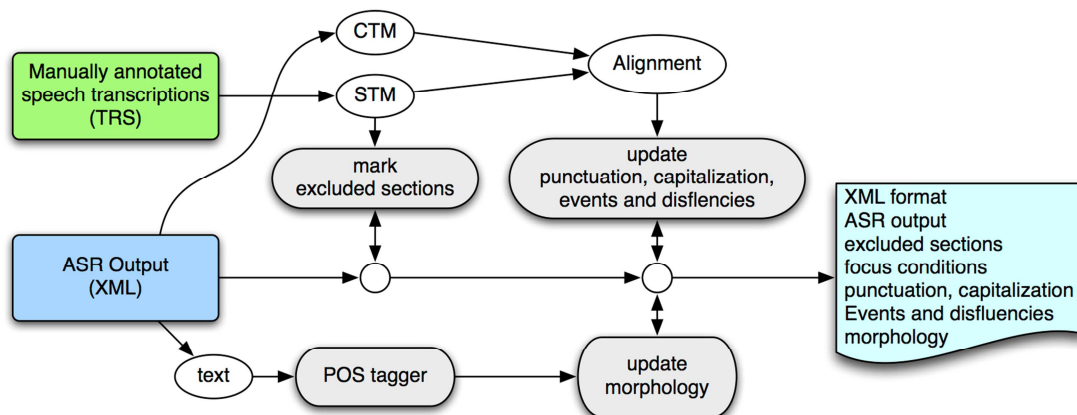 CTM
Manually annotated
speech transcriptions
(TRS)
STM
Alignment
mark
excluded sections
update
punctuation, capitalization,
events and disflencies
ASR Output
(XML)
XML format
ASR output
excluded sections
focus conditions
punctuation, capitalization
Events and disfluencies
morphology
text
POS tagger
update
morphology